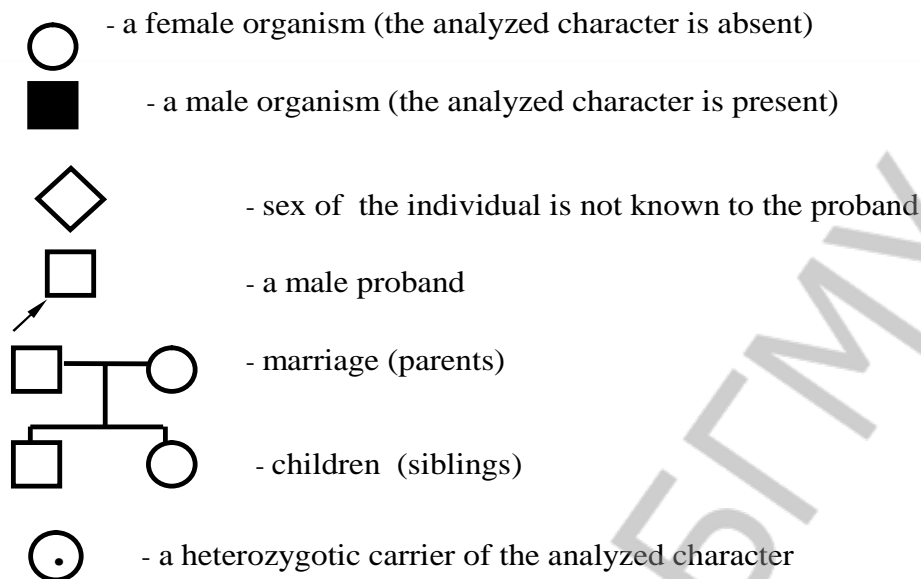 - a female organism (the analyzed character is absent)
- a male organism (the analyzed character is present)
- sex of the individual is not known to the proband
- a male proband
- marriage (parents)
- children (siblings)
- a heterozygotic carrier of the analyzed character
БГМУ